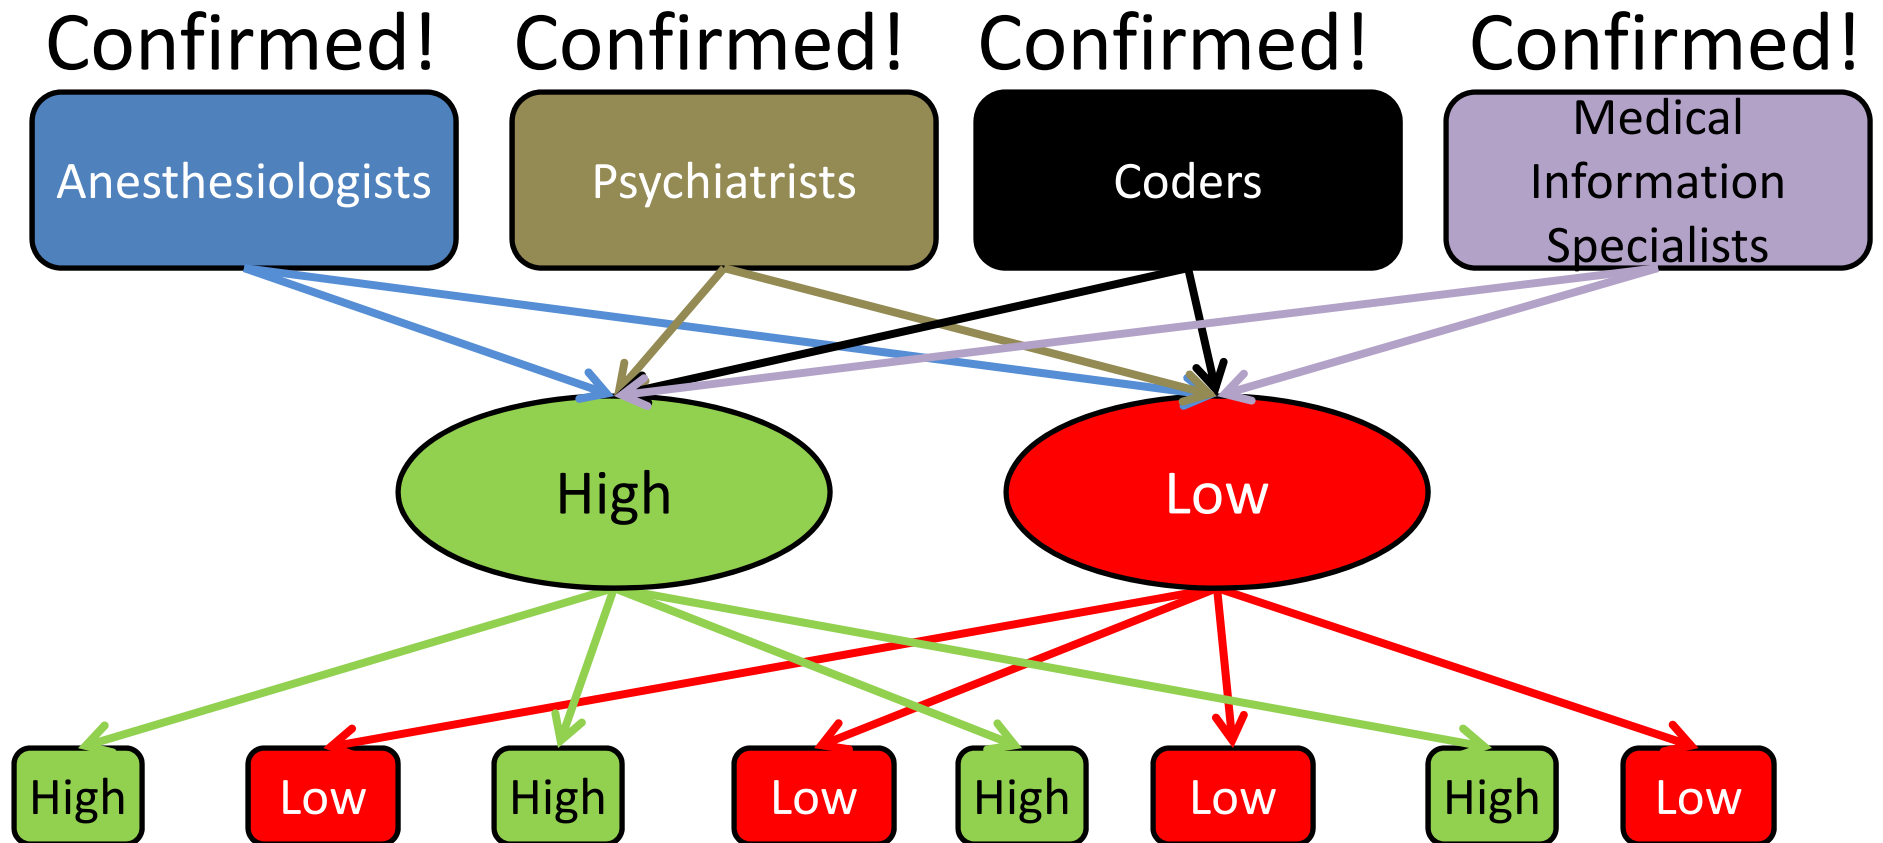 Confirmed! Confirmed! Confirmed! Confirmed!
Anesthesiologists
Psychiatrists
Coders
Medical
Information
Specialists
High
Low
High
Low
High
Low
High
Low
High
Low